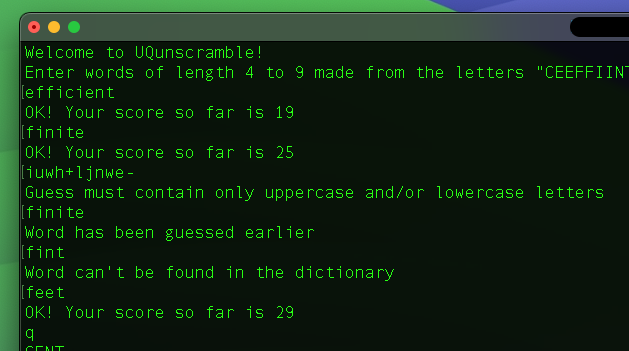 Welcome to UQunscramble!
Enter words of length 4 to 9 made from the letters "CEEFFIINT
[efficient
OK! Your score so far is 19
[finite
OK! Your score so far is 25
[iuwh+ljnwe-
Guess must contain only uppercase and/or lowercase letters
[finite
Word has been guessed earlier
[fint
Word can't be found in the dictionary
[feet
OK! Your score so far is 29
q